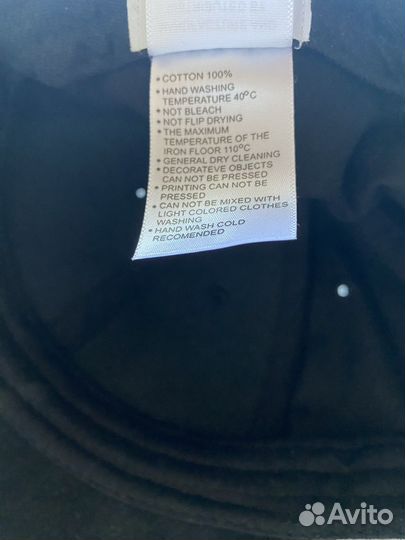 • COTTON 100%
• HAND WASHING
TEMPERATURE 40ºC
• NOT BLEACH
• NOT FLIP DRYING
• THE MAXIMUM
TEMPERATURE OF THE
IRON FLOOR 110ºC
• GENERAL DRY CLEANING
• DECORATEVE OBJECTS
CAN NOT BE PRESSED
• PRINTING CAN NOT BE
PRESSED
• CAN NOT BE MIXED WITH
LIGHT COLORED CLOTHES
WASHING
• HAND WASH COLD
RECOMENDED
Avito